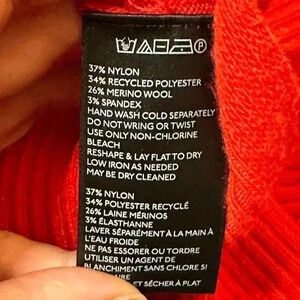 P
37% NYLON
34% RECYCLED POLYESTER
26% MERINO WOOL
3% SPANDEX
HAND WASH COLD SEPARATELY
DO NOT WRING OR TWIST
USE ONLY NON-CHLORINE
BLEACH
RESHAPE & LAY FLAT TO DRY
LOW IRON AS NEEDED
MAY BE DRY CLEANED
37% NYLON
34% POLYESTER RECYCLÉ
26% LAINE MÉRINOS
3% ÉLASTHANNE
LAVER SÉPARÉMENT À LA MAIN À
L'EAU FROIDE
NE PAS ESSORER OU TORDRE
UTILISER UN AGENT DE
BLANCHIMENT SANS CHLORE SI
ET SÉCHER À PLAT